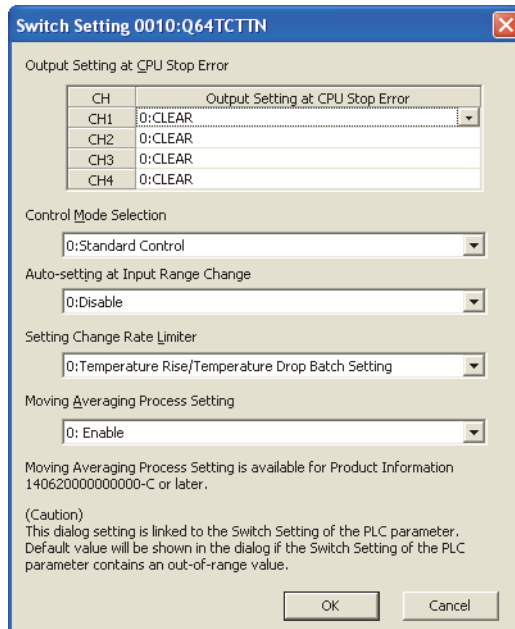 Switch Setting 0010:Q64TCTTN
Output Setting at CPU Stop Error
CH Output Setting at CPU Stop Error
CH1 0:CLEAR
CH2 0:CLEAR
CH3 0:CLEAR
CH4 0:CLEAR
Control Mode Selection
0:Standard Control
Auto-setting at Input Range Change
0:Disable
Setting Change Rate Limiter
0:Temperature Rise/Temperature Drop Batch Setting
Moving Averaging Process Setting
0: Enable
Moving Averaging Process Setting is available for Product Information
140620000000000-C or later.
(Caution)
This dialog setting is linked to the Switch Setting of the PLC parameter.
Default value will be shown in the dialog if the Switch Setting of the PLC
parameter contains an out-of-range value.
OK Cancel